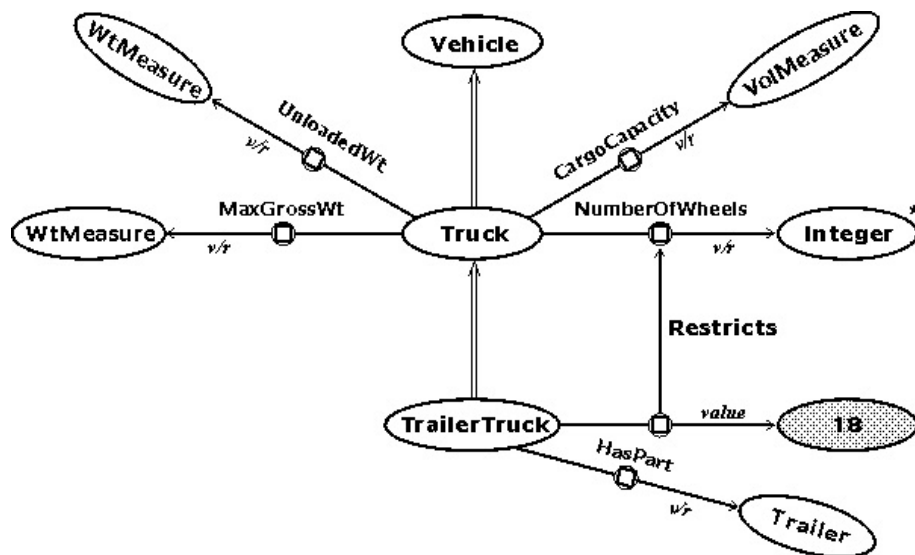 WtMeasure
Vehicle
VolMeasure
v/r
UnloadedWt
CargoCapacity
v/r
MaxGrossWt
NumberOfWheels
WtMeasure
v/r
Truck
v/r
Integer
*
Restricts
TrailerTruck
value
18
HasPart
v/r
Trailer